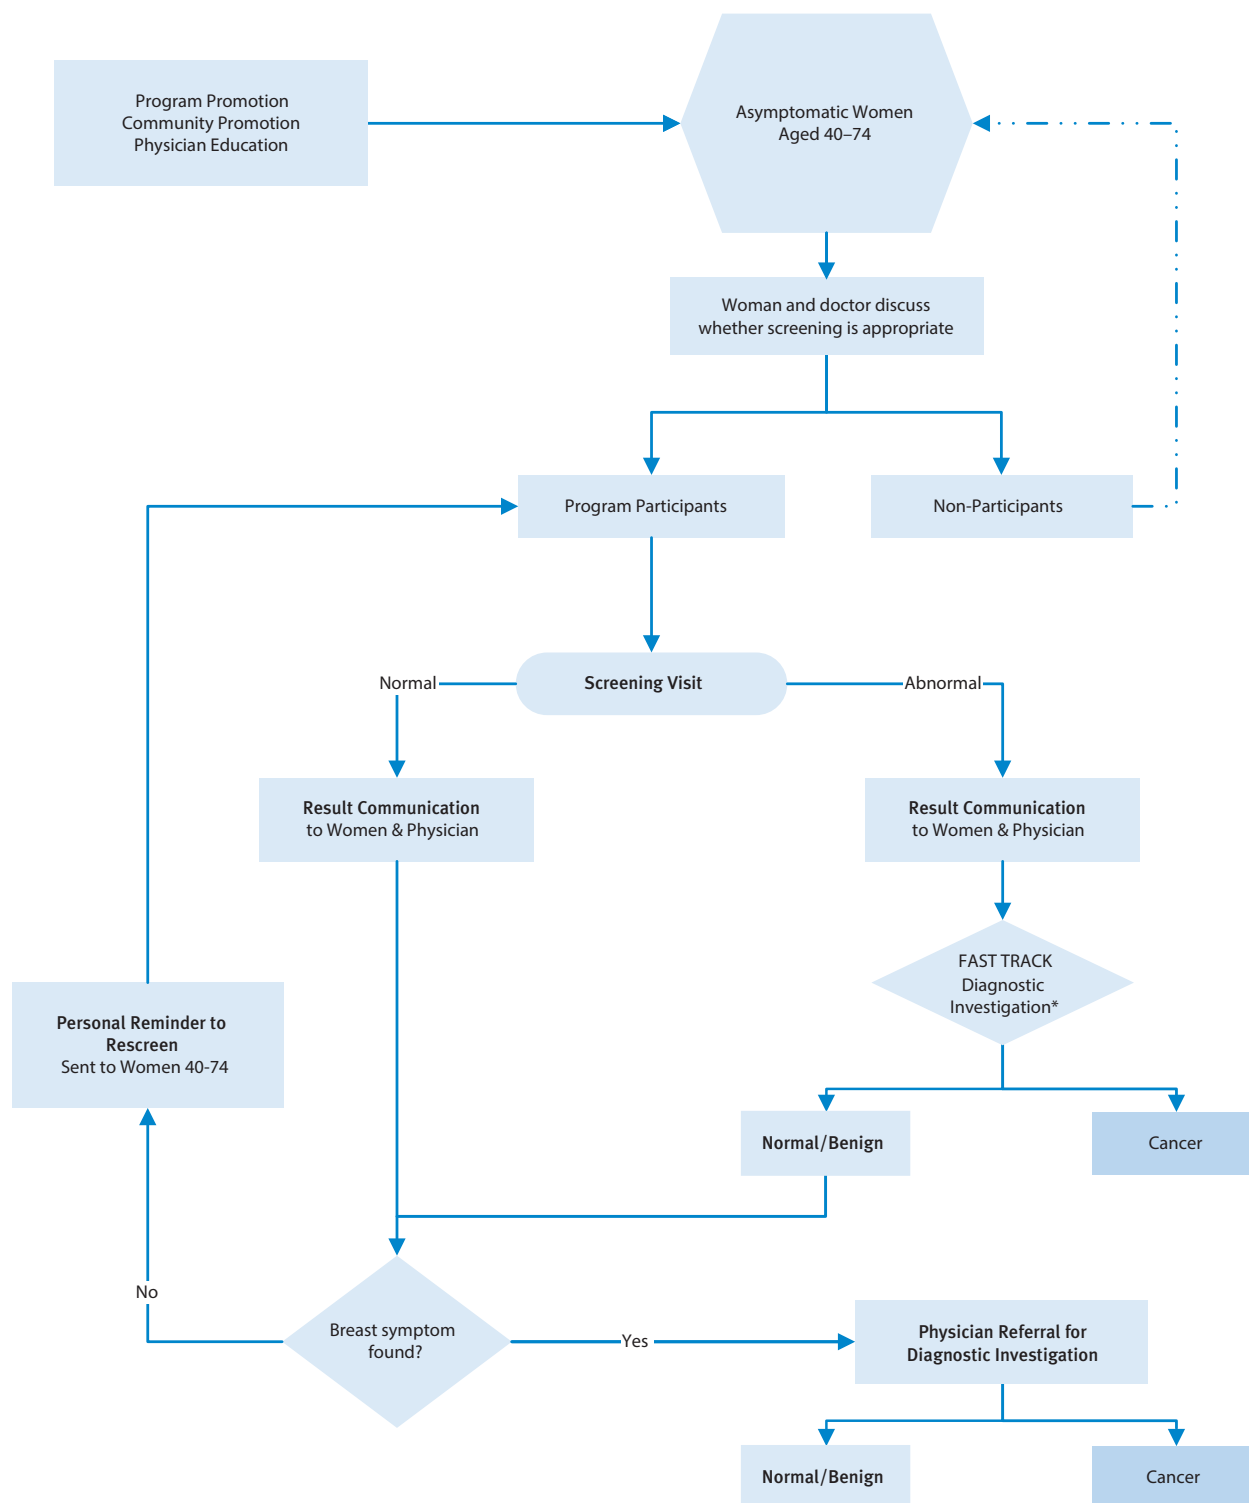 Program Promotion
Community Promotion
Physician Education
Asymptomatic Women
Aged 40–74
Woman and doctor discuss
whether screening is appropriate
Program Participants
Non-Participants
Normal
Screening Visit
Abnormal
Result Communication
to Women & Physician
Result Communication
to Women & Physician
FAST TRACK
Diagnostic
Investigation*
Personal Reminder to
Rescreen
Sent to Women 40-74
Normal/Benign
Cancer
No
Breast symptom
found?
Yes
Physician Referral for
Diagnostic Investigation
Normal/Benign
Cancer